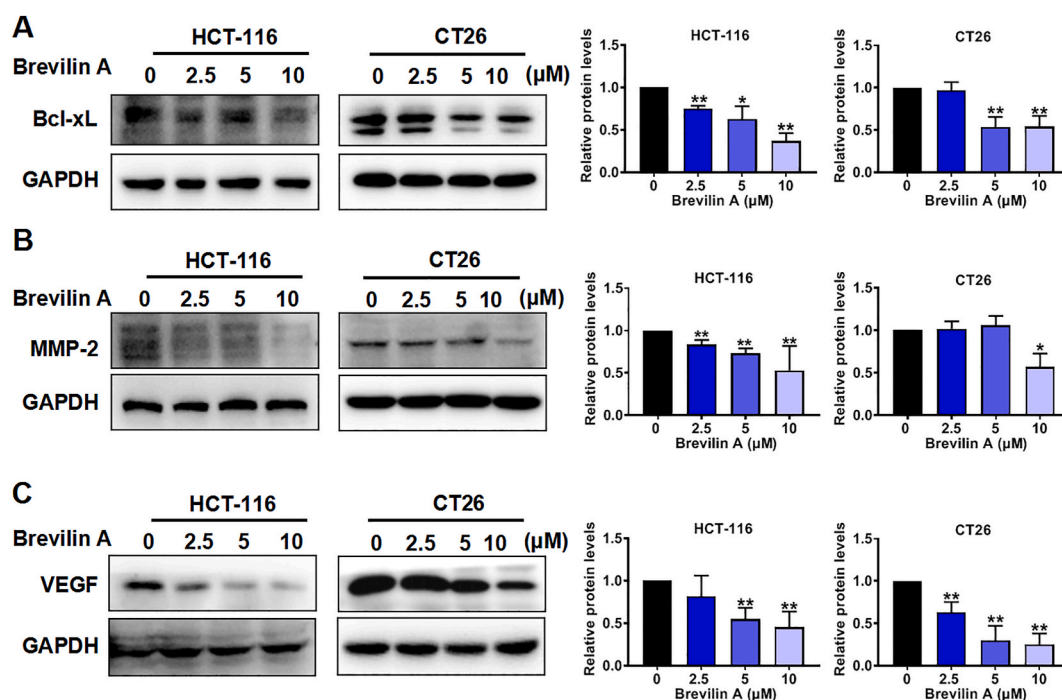 A
HCT-116
CT26
Brevilin A
0 2.5 5 10
0 2.5 5 10 (μM)
Bcl-xL
GAPDH
HCT-116
Relative protein levels
1.5
1.0
0.5
0.0
** * **
0 2.5 5 10
Brevilin A (μM)
CT26
Relative protein levels
1.5
1.0
0.5
0.0
** **
0 2.5 5 10
Brevilin A (μM)
B
HCT-116
CT26
Brevilin A
0 2.5 5 10
0 2.5 5 10 (μM)
MMP-2
GAPDH
HCT-116
Relative protein levels
1.5
1.0
0.5
0.0
** ** **
0 2.5 5 10
Brevilin A (μM)
CT26
Relative protein levels
1.5
1.0
0.5
0.0
*
0 2.5 5 10
Brevilin A (μM)
C
HCT-116
CT26
Brevilin A
0 2.5 5 10
0 2.5 5 10 (μM)
VEGF
GAPDH
HCT-116
Relative protein levels
1.5
1.0
0.5
0.0
** **
0 2.5 5 10
Brevilin A (μM)
CT26
Relative protein levels
1.5
1.0
0.5
0.0
** ** **
0 2.5 5 10
Brevilin A (μM)